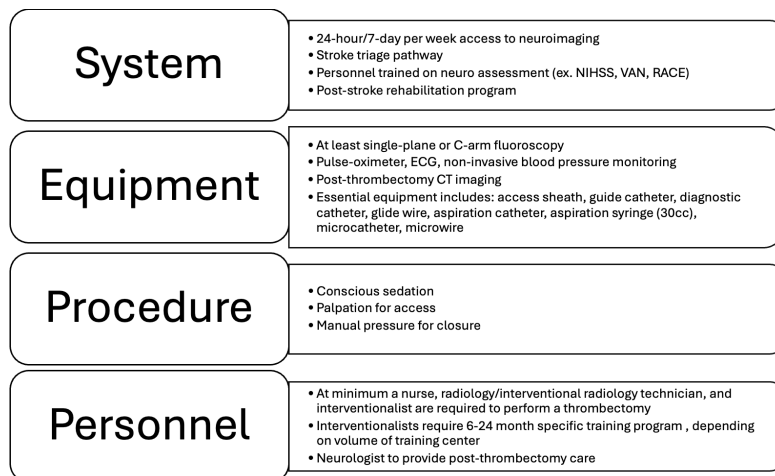 System
• 24-hour/7-day per week access to neuroimaging
• Stroke triage pathway
• Personnel trained on neuro assessment (ex. NIHSS, VAN, RACE)
• Post-stroke rehabilitation program
Equipment
• At least single-plane or C-arm fluoroscopy
• Pulse-oximeter, ECG, non-invasive blood pressure monitoring
• Post-thrombectomy CT imaging
• Essential equipment includes: access sheath, guide catheter, diagnostic
catheter, glide wire, aspiration catheter, aspiration syringe (30cc),
microcatheter, microwire
Procedure
• Conscious sedation
• Palpation for access
• Manual pressure for closure
Personnel
• At minimum a nurse, radiology/interventional radiology technician, and
interventionalist are required to perform a thrombectomy
• Interventionalists require 6-24 month specific training program , depending
on volume of training center
• Neurologist to provide post-thrombectomy care